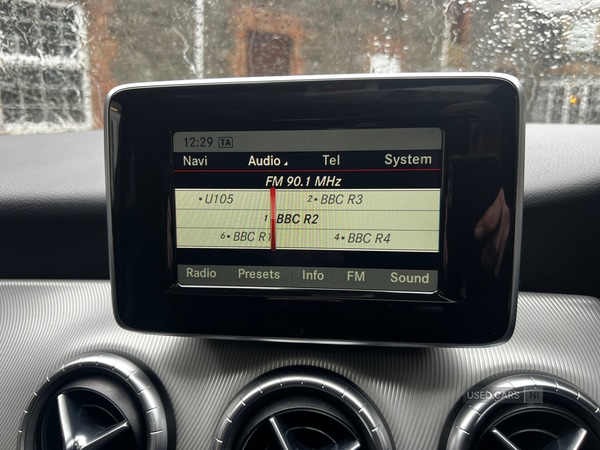 12:29 TA
Navi Audio Tel System
FM 90.1 MHz
• U105 2• BBC R3
1 • BBC R2
6• BBC R1 4• BBC R4
Radio Presets Info FM Sound
USED CARS NI